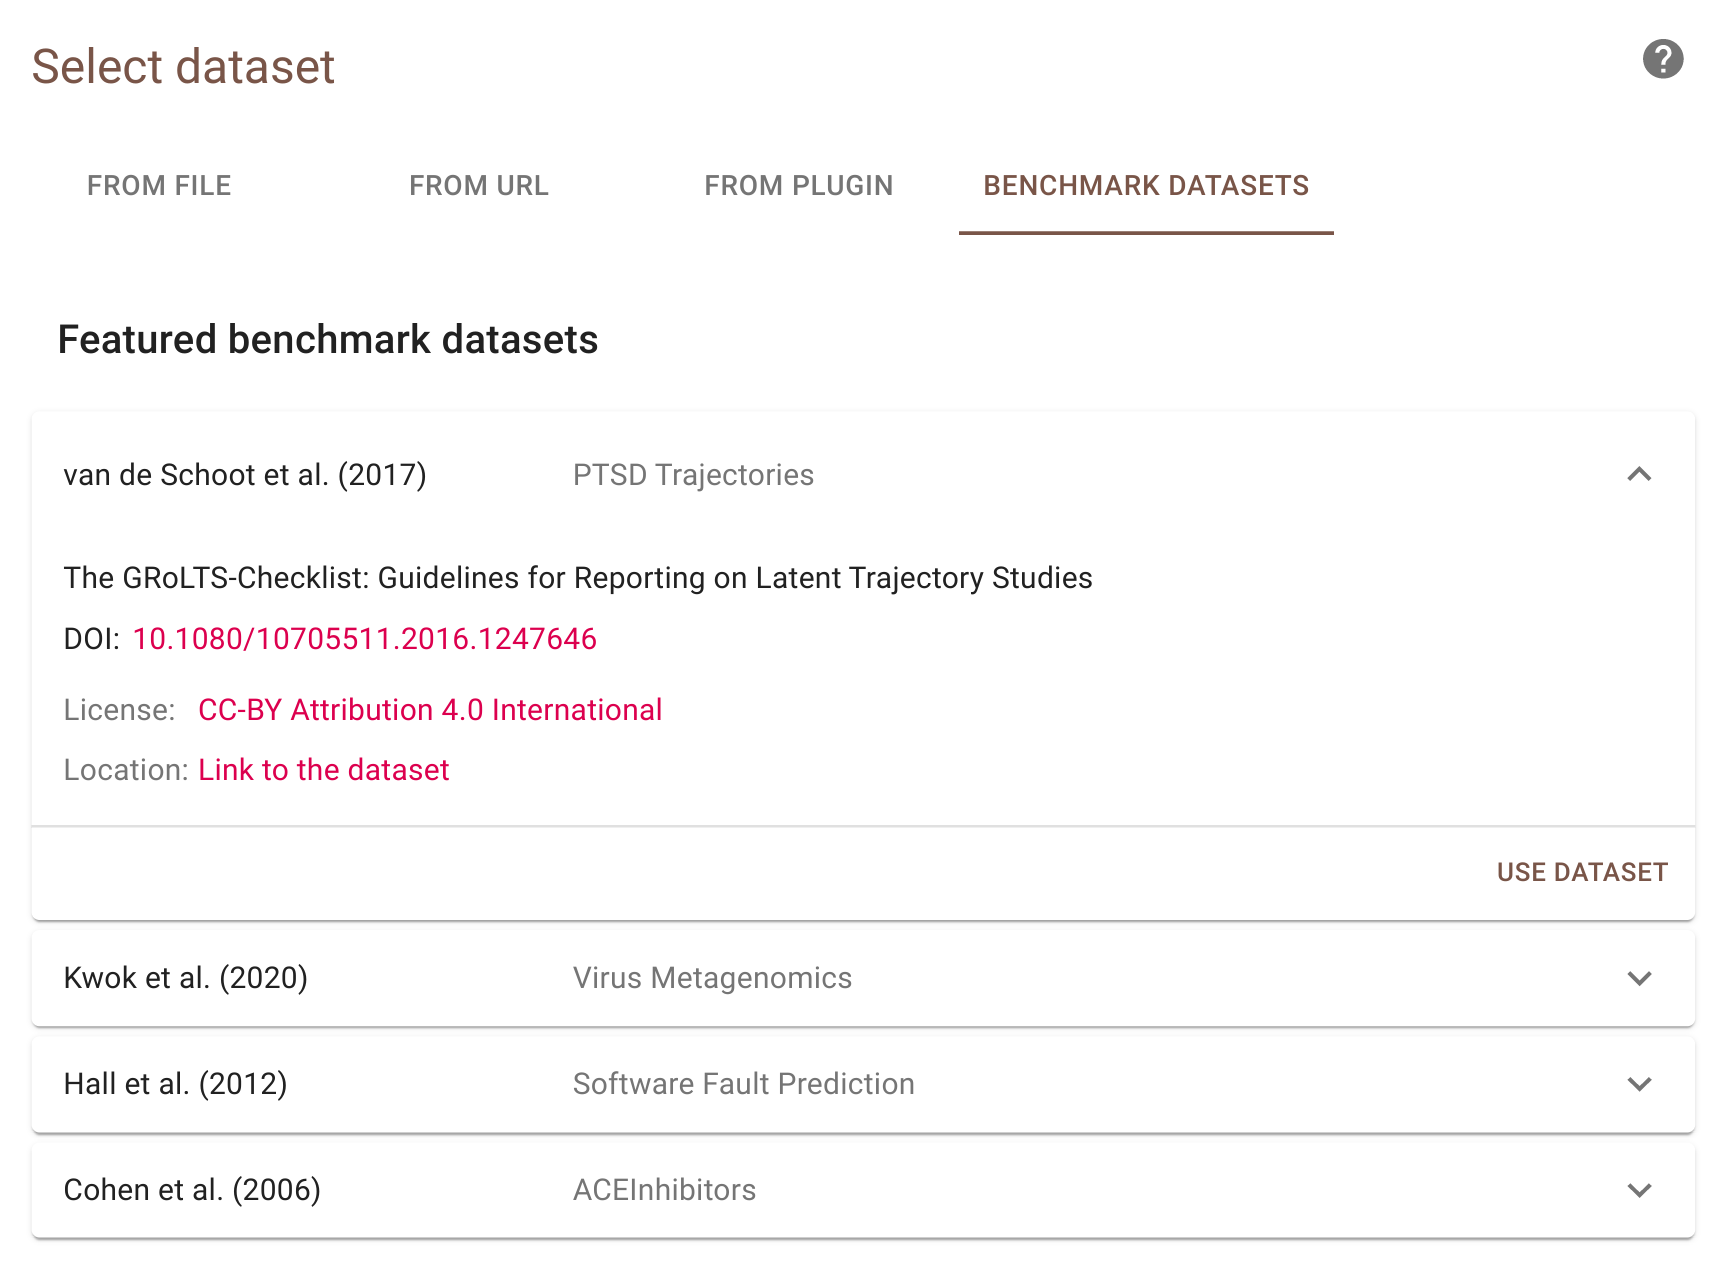 Select dataset
?
FROM FILE FROM URL FROM PLUGIN BENCHMARK DATASETS
Featured benchmark datasets
van de Schoot et al. (2017) PTSD Trajectories
The GRoLTS-Checklist: Guidelines for Reporting on Latent Trajectory Studies
DOI: 10.1080/10705511.2016.1247646
License: CC-BY Attribution 4.0 International
Location: Link to the dataset
USE DATASET
Kwok et al. (2020) Virus Metagenomics
Hall et al. (2012) Software Fault Prediction
Cohen et al. (2006) ACEInhibitors